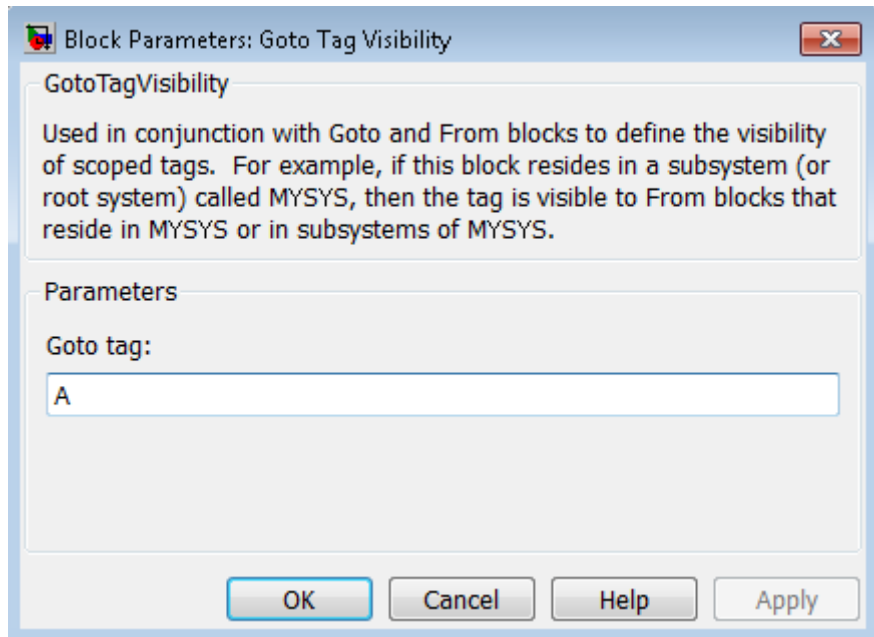 Block Parameters: Goto Tag Visibility
GotoTagVisibility
Used in conjunction with Goto and From blocks to define the visibility
of scoped tags.  For example, if this block resides in a subsystem (or
root system) called MYSYS, then the tag is visible to From blocks that
reside in MYSYS or in subsystems of MYSYS.
Parameters
Goto tag:
A
OK Cancel Help Apply